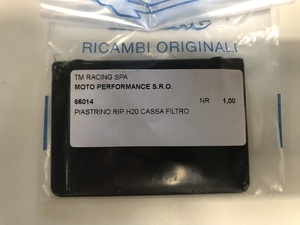 RICAMBI ORIGINALI
TM RACING SPA
MOTO PERFORMANCE S.R.O.
66014 NR 1,00
PIASTRINO RIP.H20 CASSA FILTRO